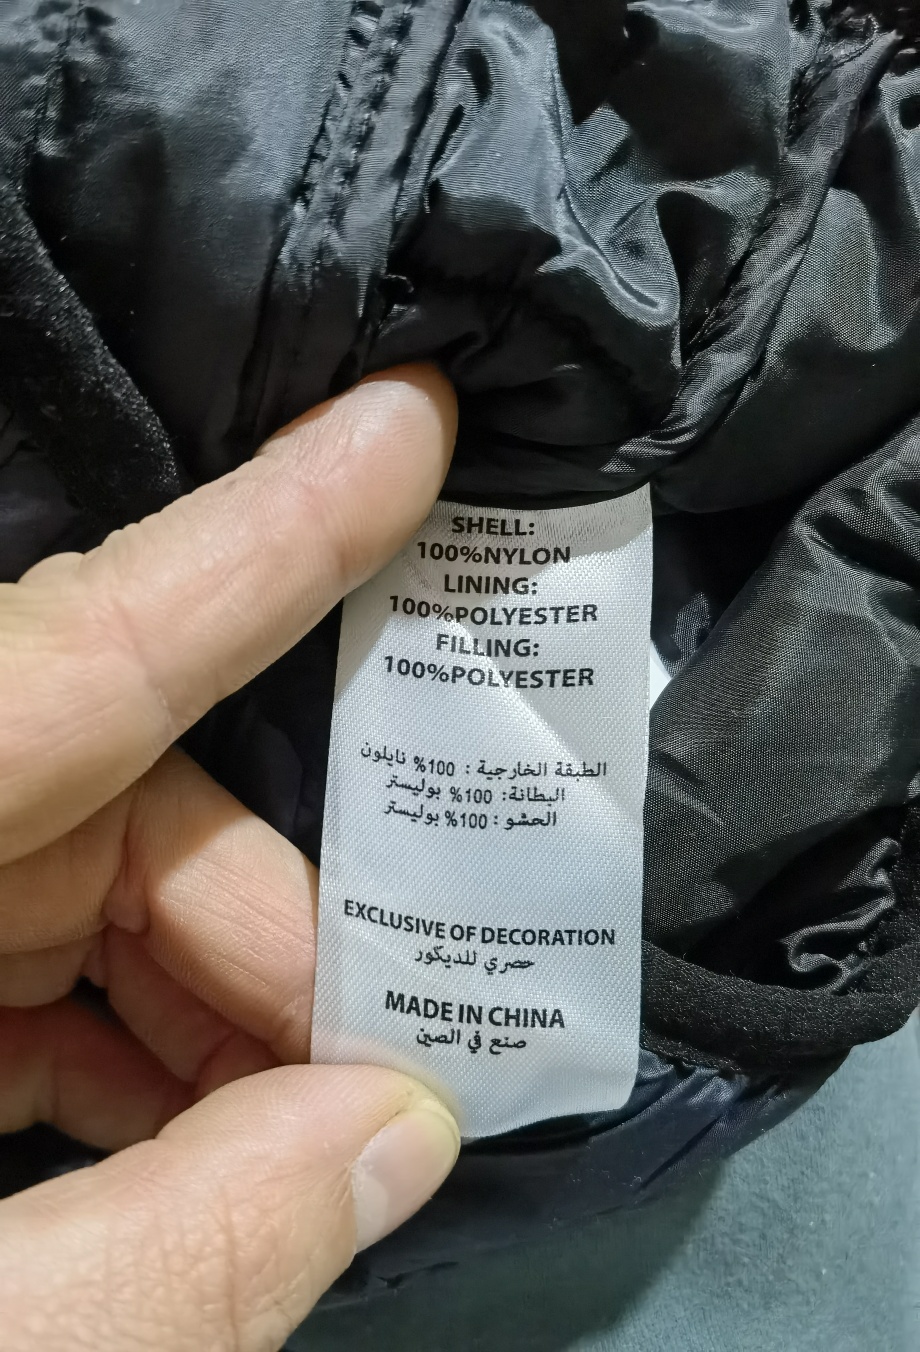 SHELL:
100%NYLON
LINING:
100%POLYESTER
FILLING:
100%POLYESTER
الطبقة الخارجية : 100% نايلون
البطانة: 100% بوليستر
الحشو : 100% بوليستر
EXCLUSIVE OF DECORATION
حصري للديكور
MADE IN CHINA
صنع في الصين